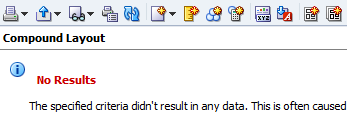 Compound Layout
No Results
The specified criteria didn't result in any data. This is often caused